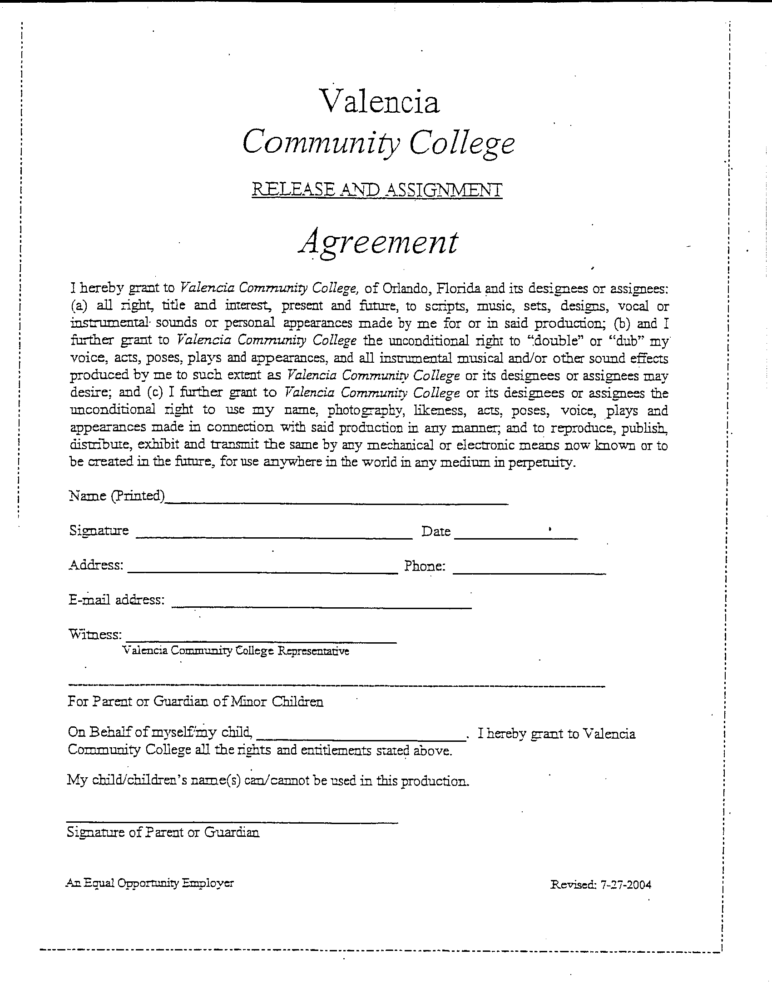 Valencia
Community College
RELEASE AND ASSIGNMENT
Agreement
I hereby grant to Valencia Community College, of Orlando, Florida and its designees or assignees:
(a) all right, title and interest, present and future, to scripts, music, sets, designs, vocal or
instrumental sounds or personal appearances made by me for or in said production; (b) and I
further grant to Valencia Community College the unconditional right to "double" or "dub" my
voice, acts, poses, plays and appearances, and all instrumental musical and/or other sound effects
produced by me to such extent as Valencia Community College or its designees or assignees may
desire; and (c) I further grant to Valencia Community College or its designees or assignees the
unconditional right to use my name, photography, likeness, acts, poses, voice, plays and
appearances made in connection with said production in any manner; and to reproduce, publish,
distribute, exhibit and transmit the same by any mechanical or electronic means now known or to
be created in the future, for use anywhere in the world in any medium in perpetuity.
Name (Printed)
Signature Date
Address: Phone:
E-mail address:
Witness:
Valencia Community College Representative
For Parent or Guardian of Minor Children
On Behalf of myself/my child, . I hereby grant to Valencia
Community College all the rights and entitlements stated above.
My child/children's name(s) can/cannot be used in this production.
Signature of Parent or Guardian
An Equal Opportunity Employer Revised: 7-27-2004